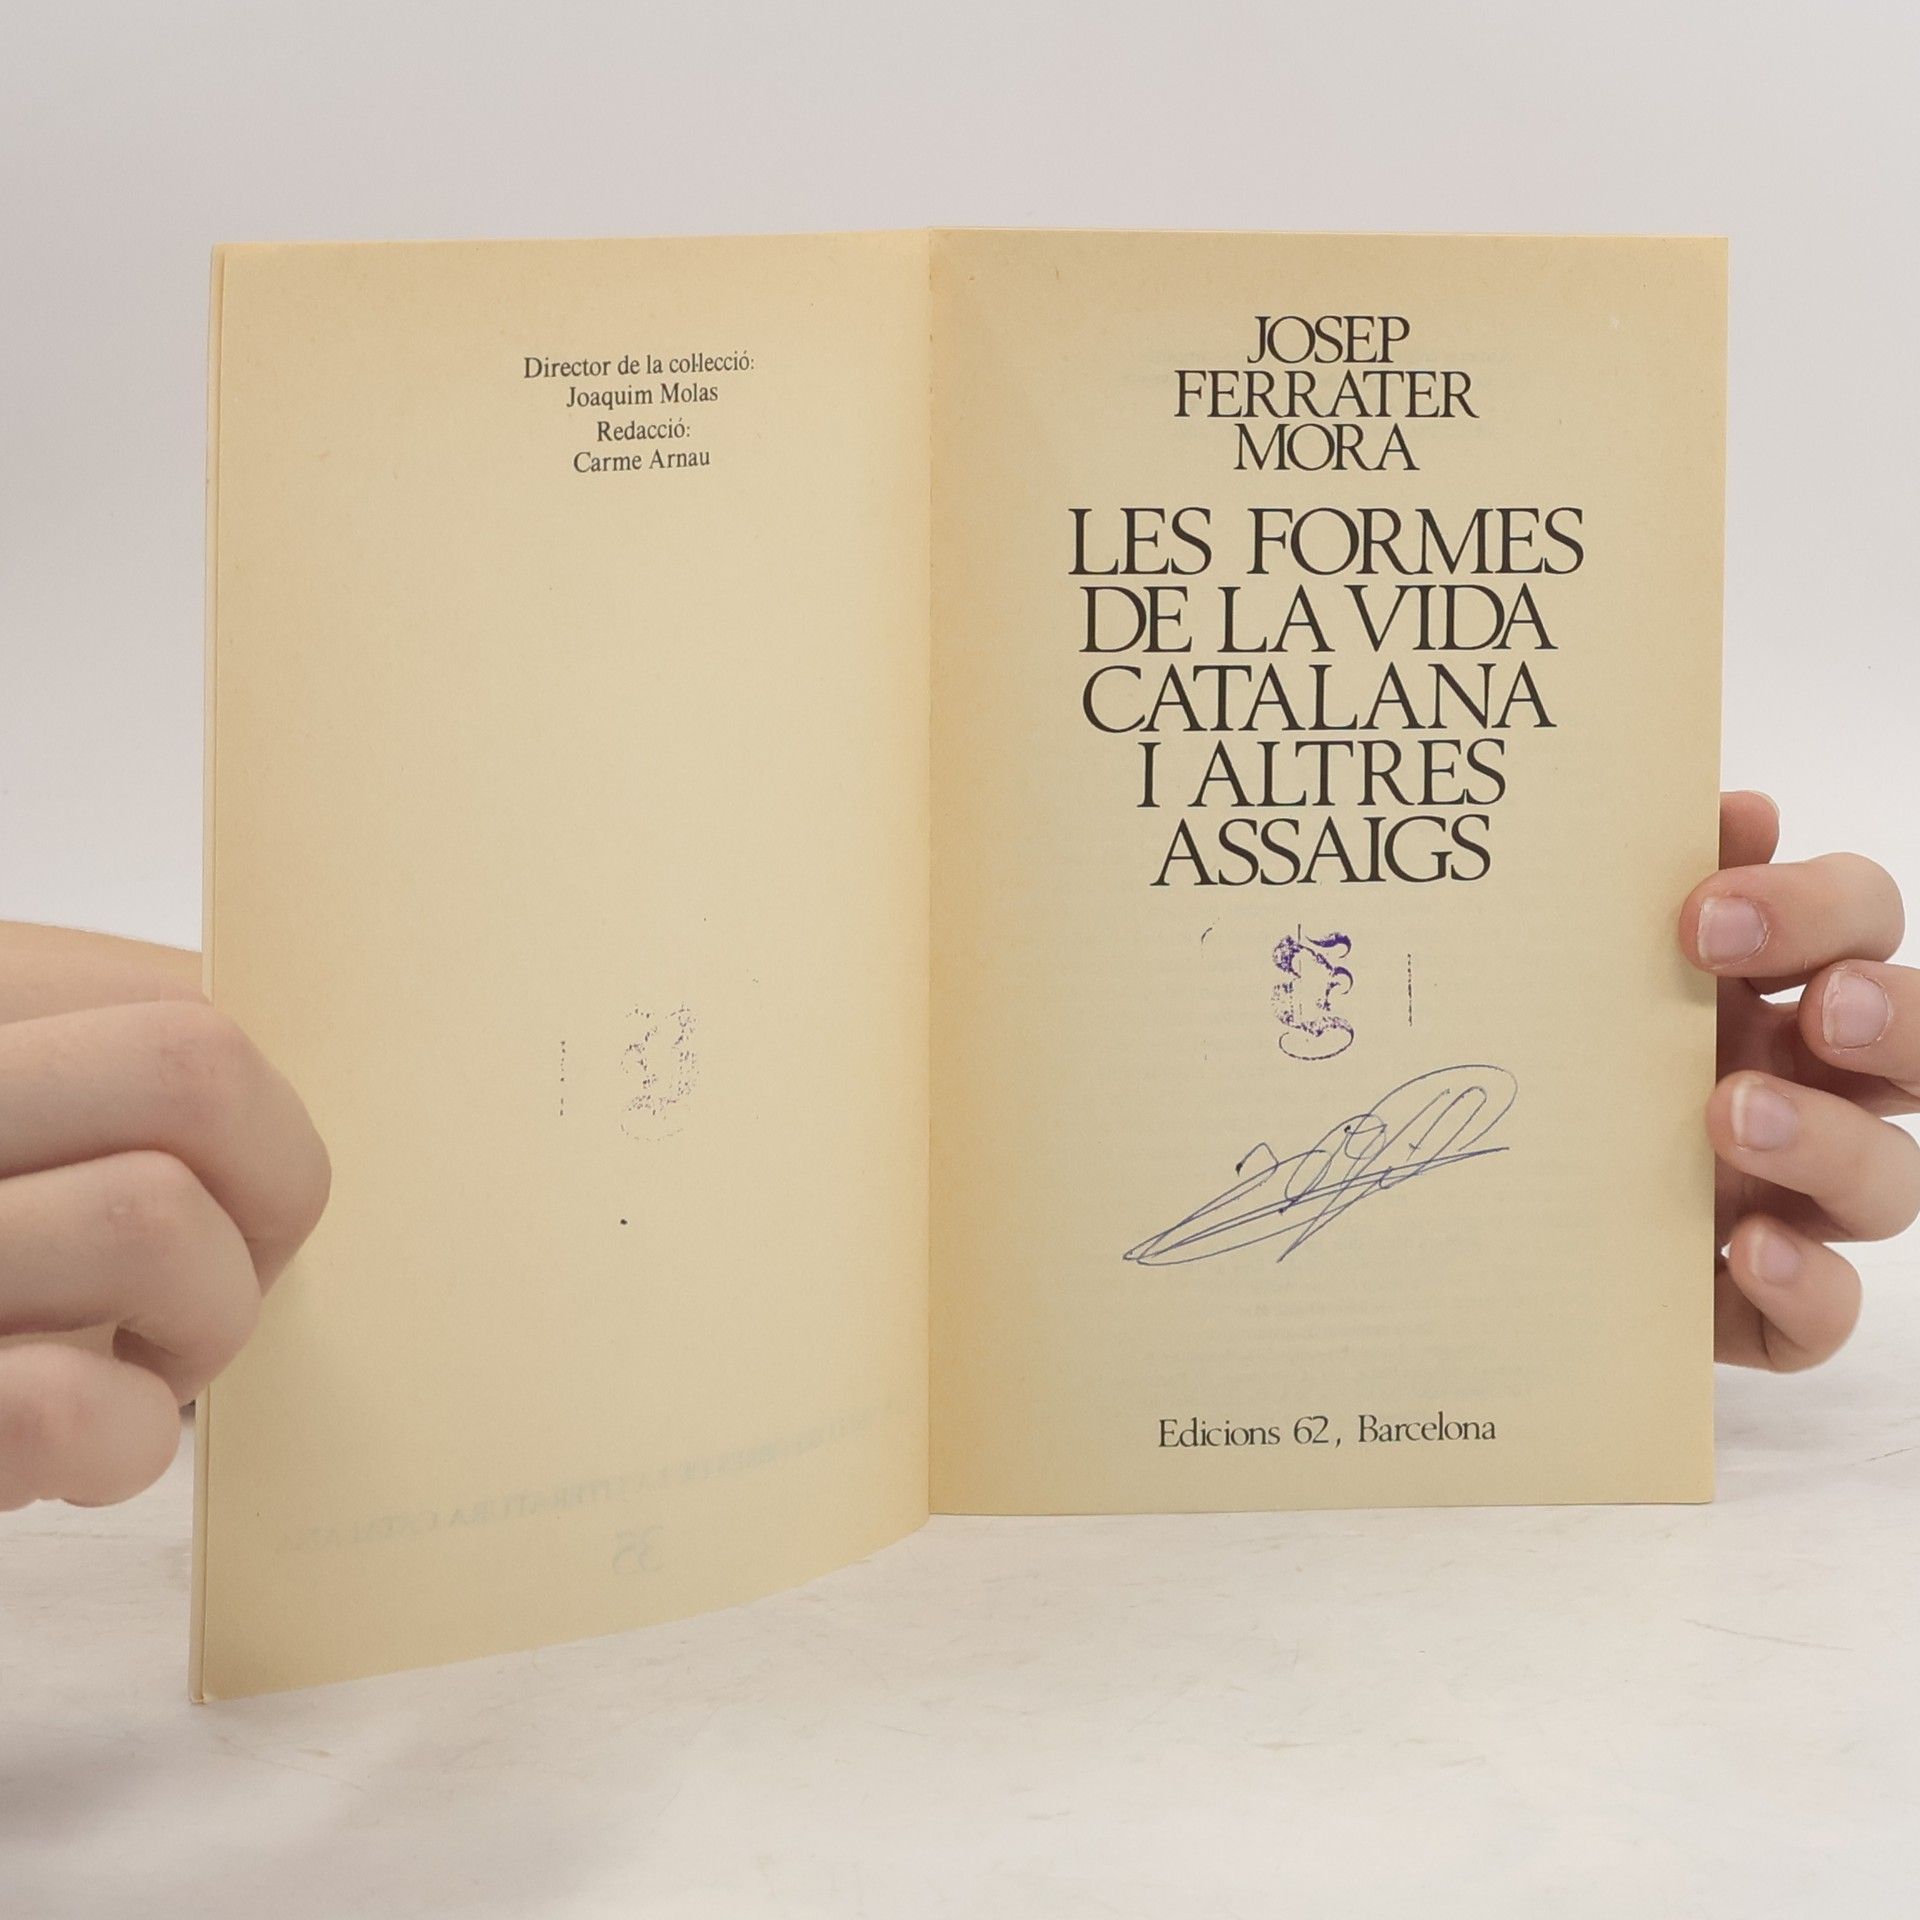 Director de la col·lecció:
Joaquim Molas
Redacció:
Carme Arnau
JOSEP
FERRATER
MORA
LES FORMES
DE LA VIDA
CATALANA
I ALTRES
ASSAIGS
Edicions 62, Barcelona